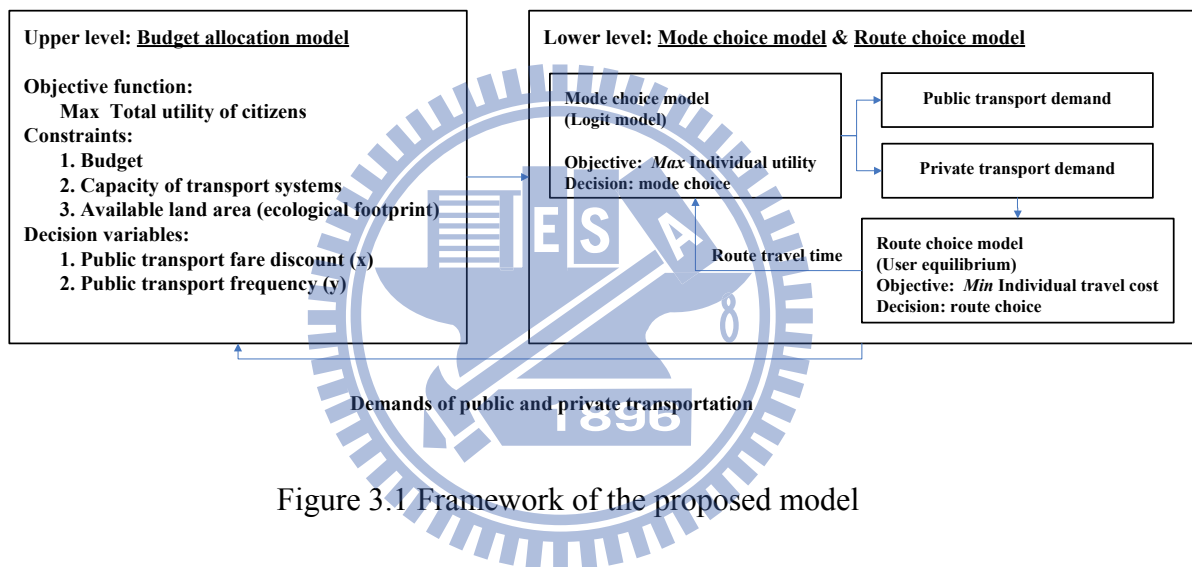 Upper level: Budget allocation model
Objective function:
Max Total utility of citizens
Constraints:
1. Budget
2. Capacity of transport systems
3. Available land area (ecological footprint)
Decision variables:
1. Public transport fare discount (x)
2. Public transport frequency (y)
Lower level: Mode choice model & Route choice model
Mode choice model
(Logit model)
Objective: Max Individual utility
Decision: mode choice
Public transport demand
Private transport demand
Route choice model
(User equilibrium)
Objective: Min Individual travel cost
Decision: route choice
Route travel time
Demands of public and private transportation
E S A
1896
Figure 3.1 Framework of the proposed model